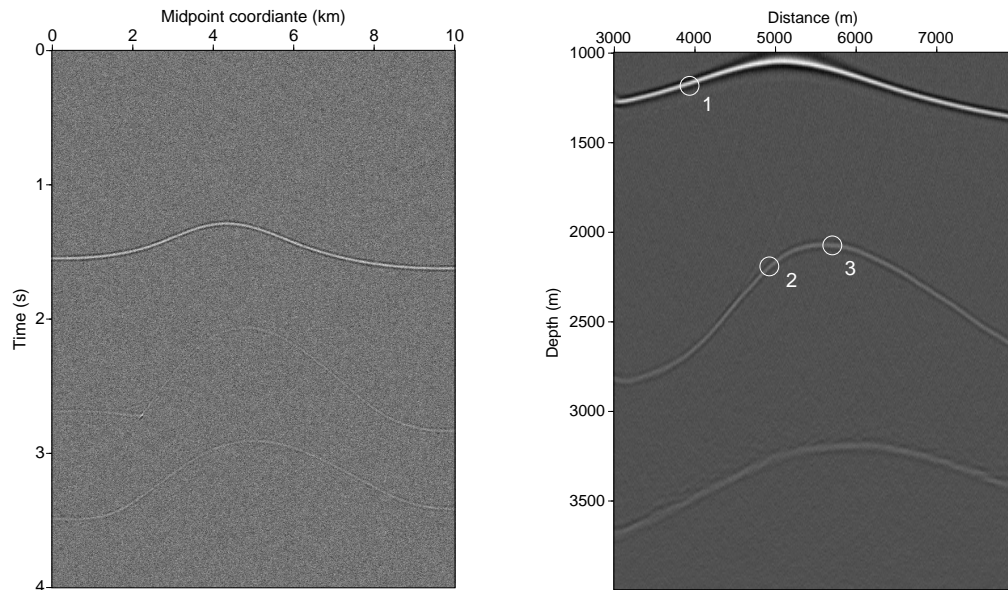 Midpoint coordiante (km)
0 2 4 6 8 10
Time (s)
0
1
2
3
4
Distance (m)
3000 4000 5000 6000 7000
Depth (m)
1000
1500
2000
2500
3000
3500
1
2
3